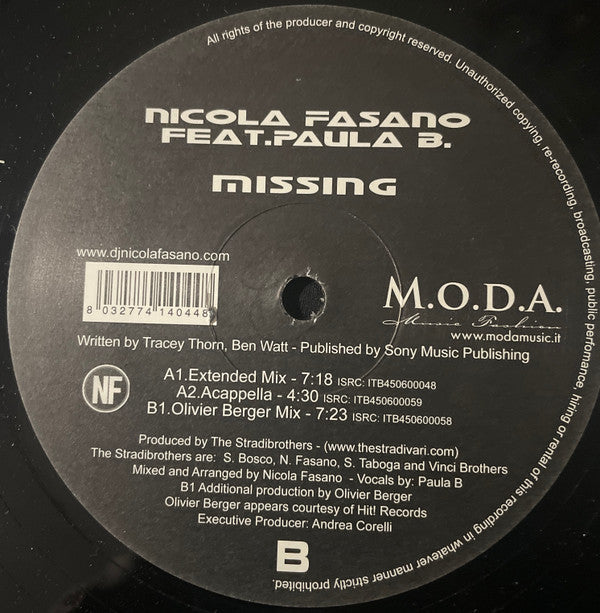 All rights of the producer and copyright reserved. Unauthorized copying, re-recording, broadcasting, public perfomance, hiring or rental of this recording in whatever manner strictly prohibited.
NICOLA FASANO
FEAT.PAULA B.
MISSING
www.djnicolafasano.com
8 032774 140448
M.O.D.A.
Music Fashion
www.modamusic.it
Written by Tracey Thorn, Ben Watt - Published by Sony Music Publishing
NF
A1.Extended Mix - 7:18 ISRC: ITB450600048
A2.Acappella - 4:30 ISRC: ITB450600059
B1.Olivier Berger Mix - 7:23 ISRC: ITB450600058
Produced by The Stradibrothers - (www.thestradivari.com)
The Stradibrothers are: S. Bosco, N. Fasano, S. Taboga and Vinci Brothers
Mixed and Arranged by Nicola Fasano - Vocals by: Paula B
B1 Additional production by Olivier Berger
Olivier Berger appears courtesy of Hit! Records
Executive Producer: Andrea Corelli
B